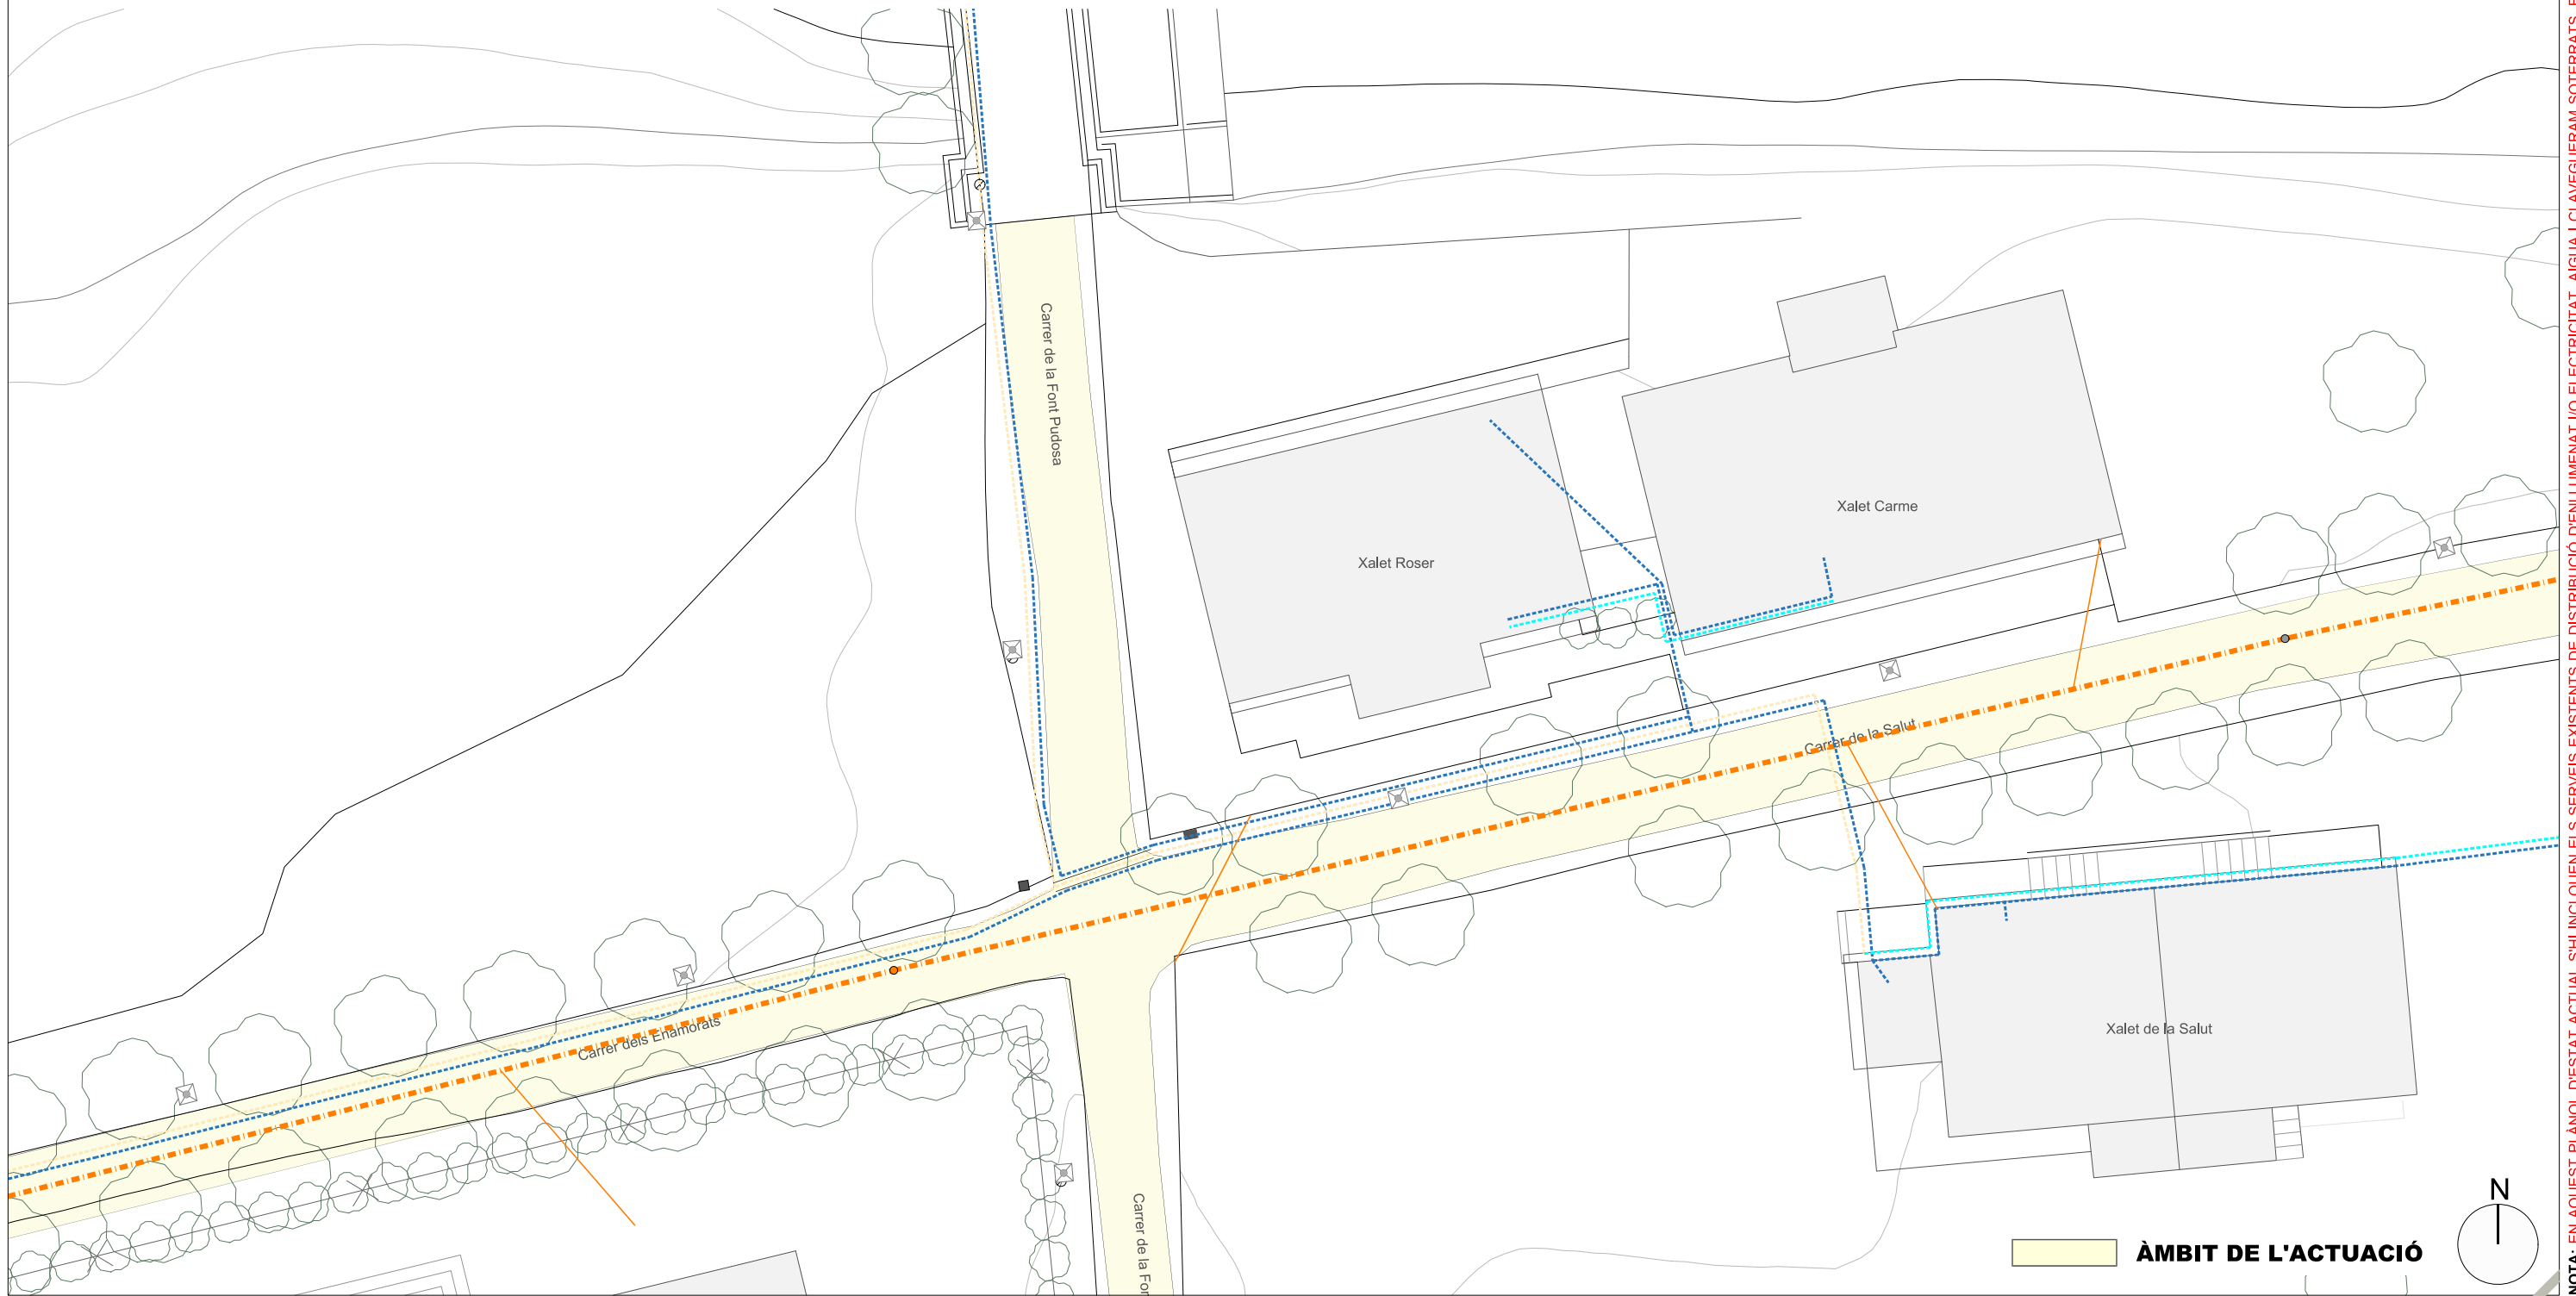 Carrer de la Font Pudosa
Xalet Carme
Xalet Roser
Carrer de la Salut
Carrer dels Enamorats
Xalet de la Salut
Carrer de la
N
ÀMBIT DE L'ACTUACIÓ
NOTA: EN AQUEST PLÀNOL D'ESTAT ACTUAL S'HI INCLOUEN ELS SERVEIS EXISTENTS DE DISTRIBUCIÓ D'ENLLUMENAT I/O ELECTRICITAT, AIGUA I CLAVEGUERAM SOTERRATS,